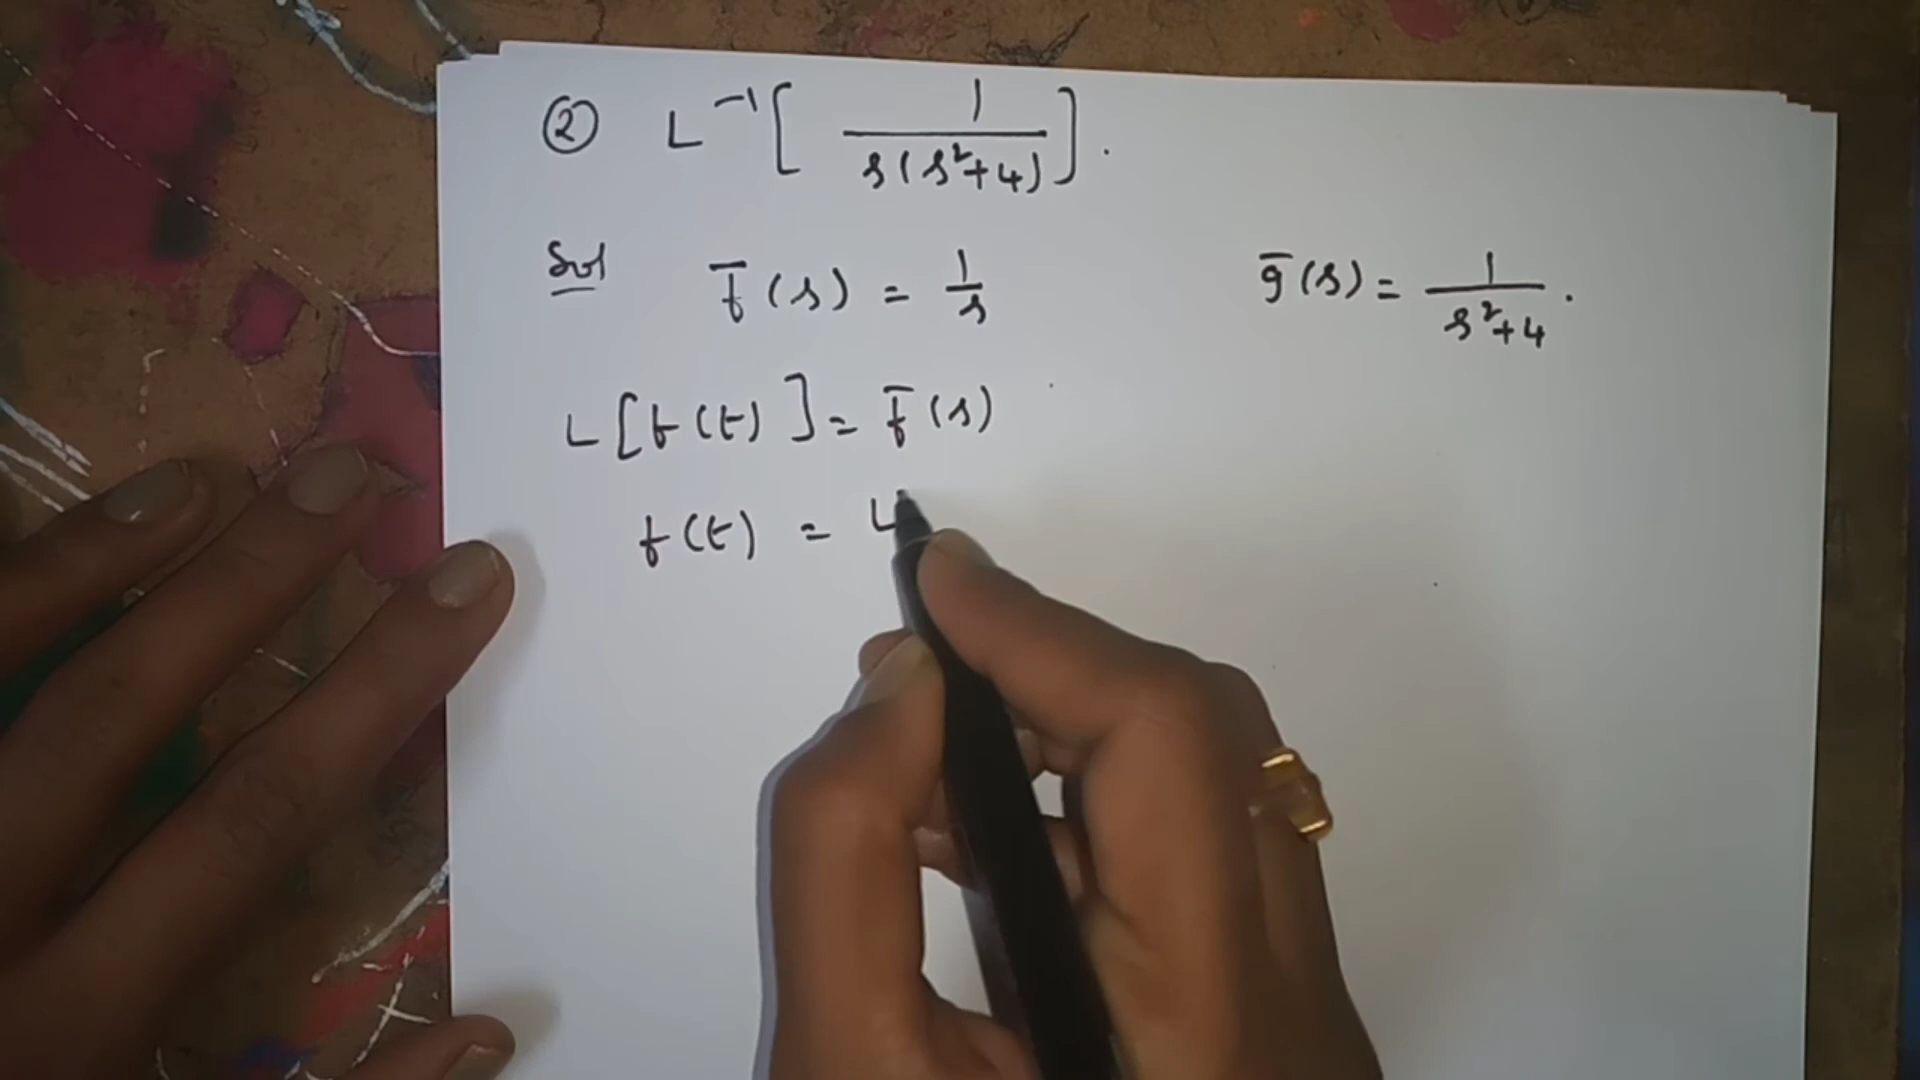 ② L⁻¹[ 1/(s(s²+4)) ].
Sol f̄(s) = 1/s ḡ(s) = 1/(s²+4).
L[f(t)] = f̄(s)
f(t) = L